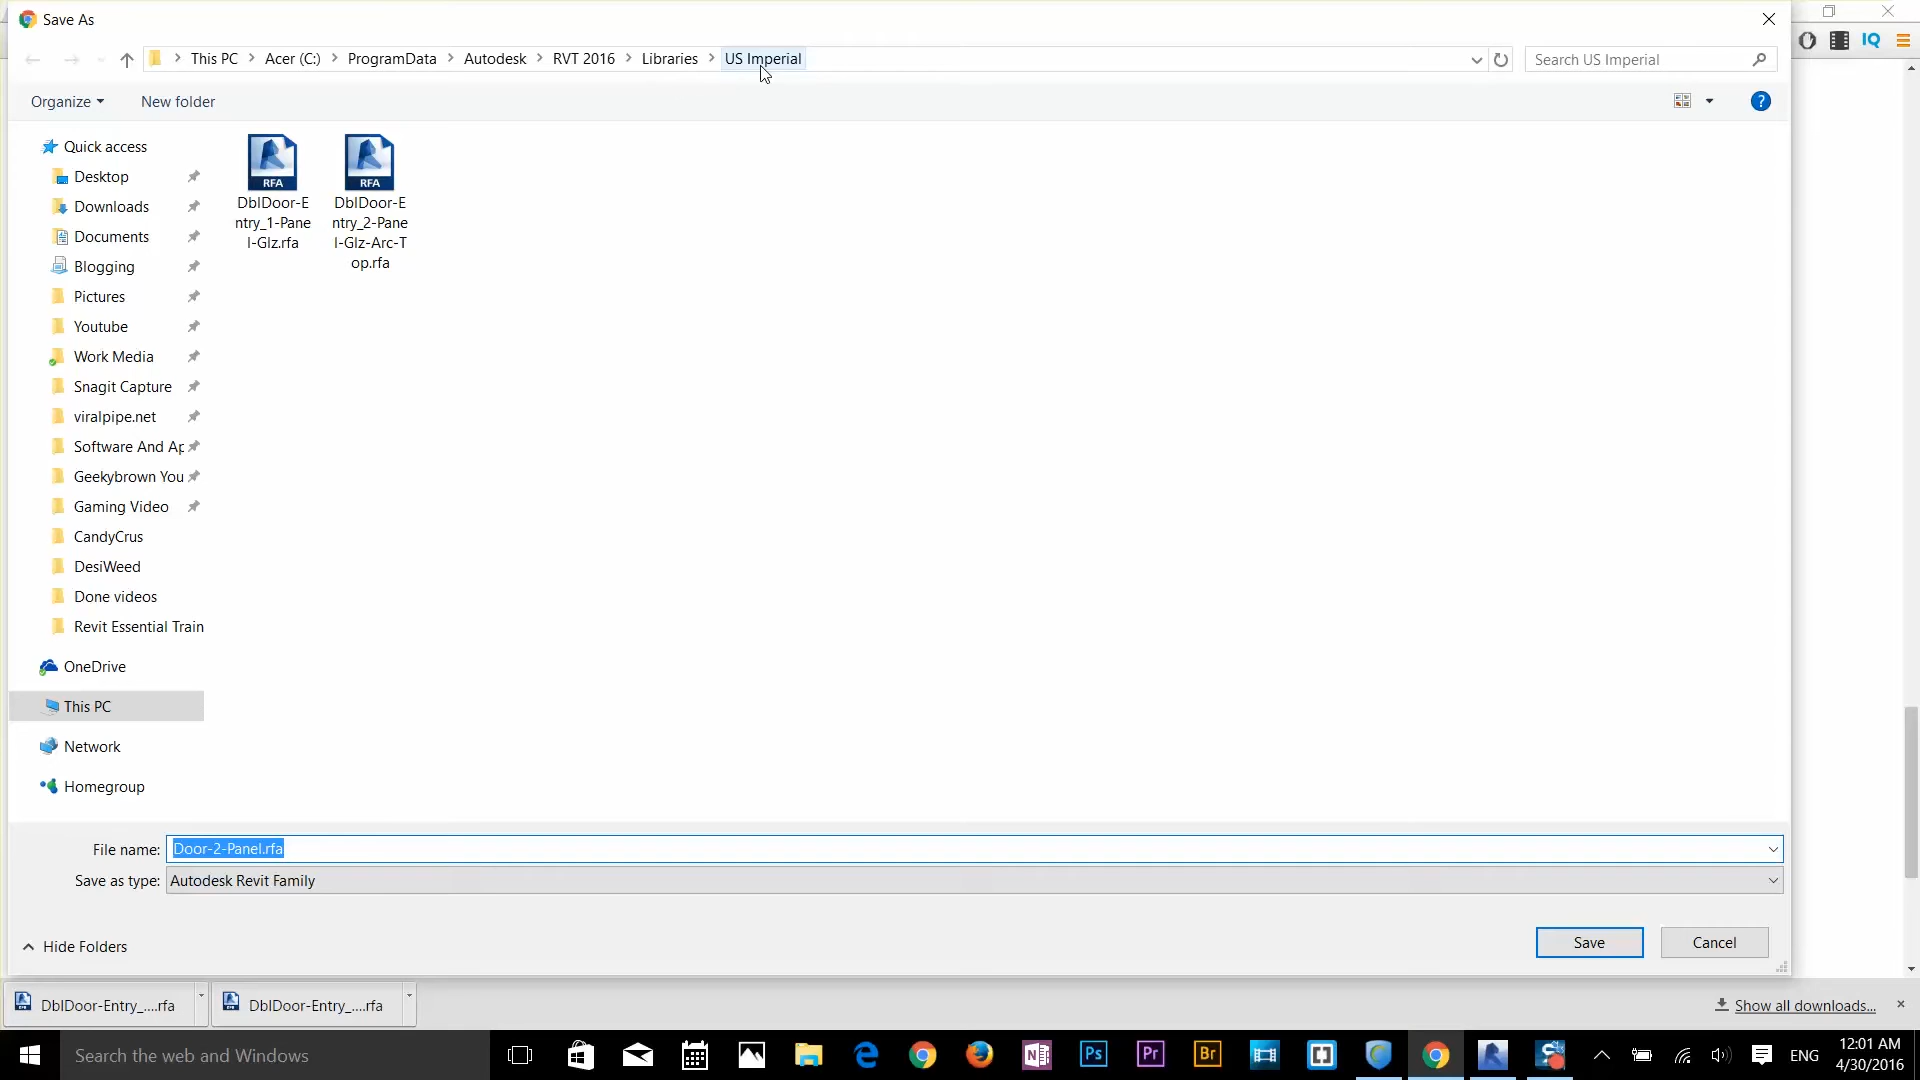 Save As
This PC > Acer (C:) > ProgramData > Autodesk > RVT 2016 > Libraries > US Imperial
Search US Imperial
IQ
Organize
New folder
?
Quick access
Desktop
Downloads
Documents
Blogging
Pictures
Youtube
Work Media
Snagit Capture
viralpipe.net
Software And Ap
Geekybrown You
Gaming Video
CandyCrus
DesiWeed
Done videos
Revit Essential Train
OneDrive
This PC
Network
Homegroup
RFA
DblDoor-E
ntry_1-Pane
l-Glz.rfa
RFA
DblDoor-E
ntry_2-Pane
l-Glz-Arc-T
op.rfa
File name: Door-2-Panel.rfa
Save as type: Autodesk Revit Family
Hide Folders
Save
Cancel
DblDoor-Entry_....rfa
DblDoor-Entry_....rfa
Show all downloads...
Search the web and Windows
Ps
Pr
Br
ENG
12:01 AM
4/30/2016